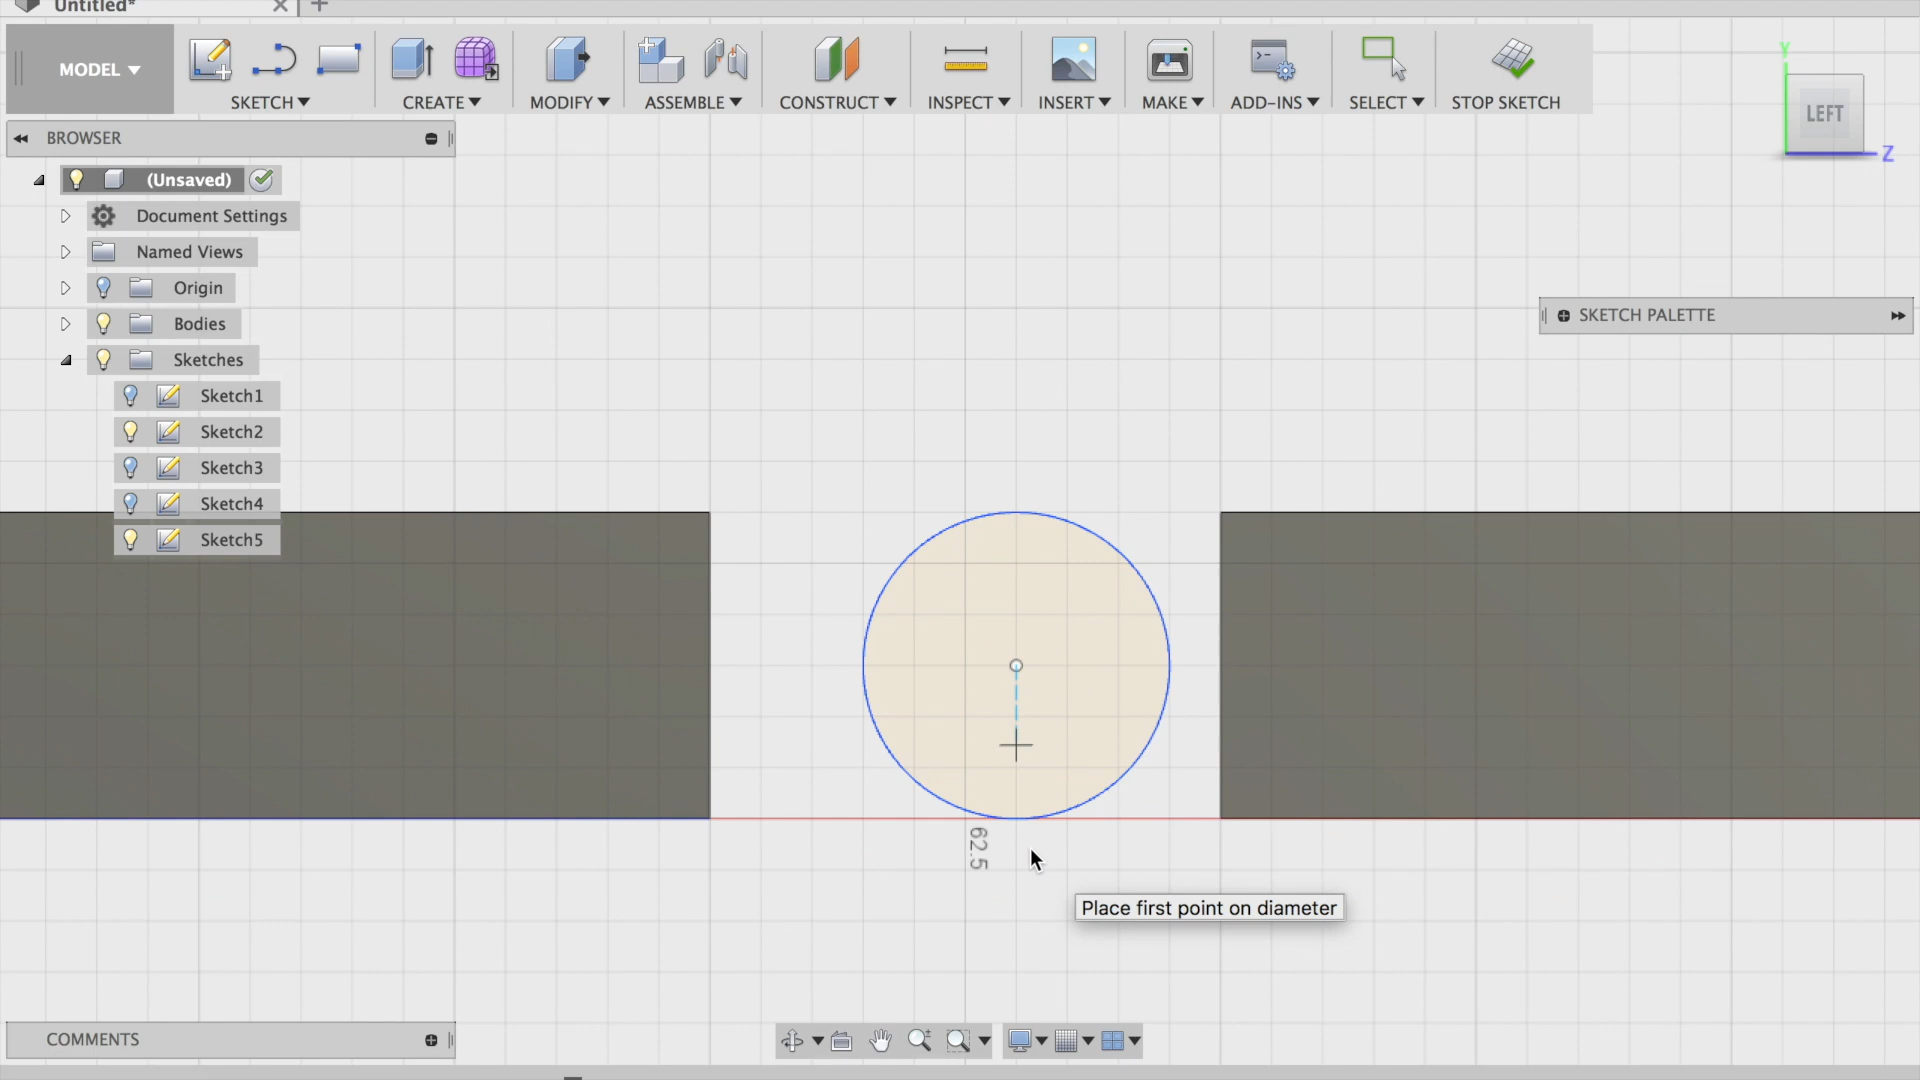 Untitled*
MODEL
SKETCH
CREATE
MODIFY
ASSEMBLE
CONSTRUCT
INSPECT
INSERT
MAKE
ADD-INS
SELECT
STOP SKETCH
Y
LEFT
Z
BROWSER
(Unsaved)
Document Settings
Named Views
Origin
Bodies
Sketches
Sketch1
Sketch2
Sketch3
Sketch4
Sketch5
SKETCH PALETTE
62.5
Place first point on diameter
COMMENTS